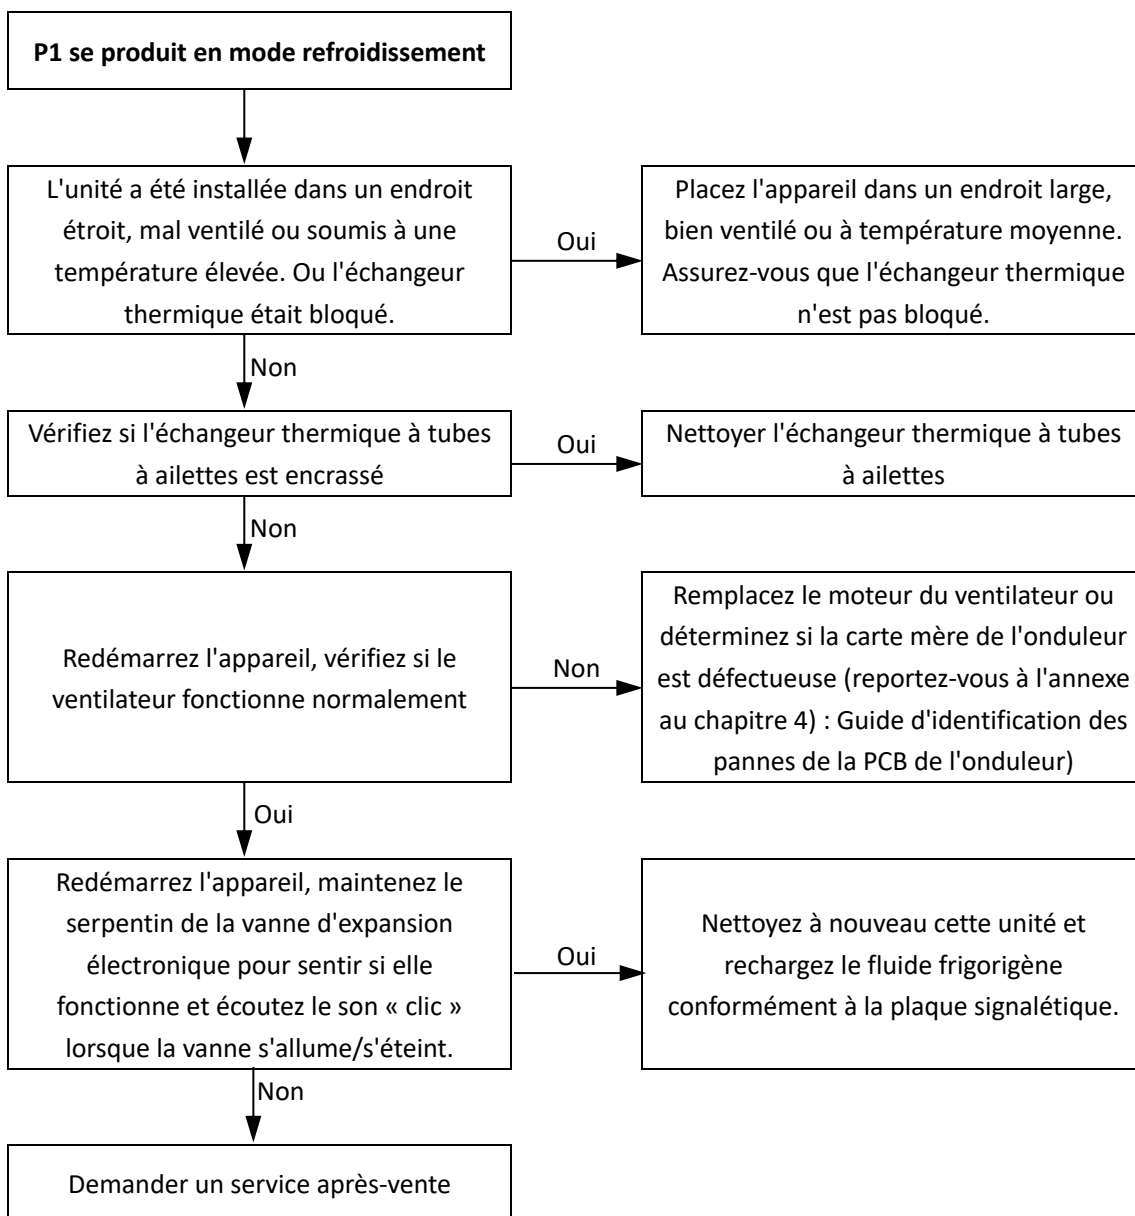 P1 se produit en mode refroidissement
L'unité a été installée dans un endroit
étroit, mal ventilé ou soumis à une
température élevée. Ou l'échangeur
thermique était bloqué.
Oui
Placez l'appareil dans un endroit large,
bien ventilé ou à température moyenne.
Assurez-vous que l'échangeur thermique
n'est pas bloqué.
Non
Vérifiez si l'échangeur thermique à tubes
à ailettes est encrassé
Oui
Nettoyer l'échangeur thermique à tubes
à ailettes
Non
Redémarrez l'appareil, vérifiez si le
ventilateur fonctionne normalement
Non
Remplacez le moteur du ventilateur ou
déterminez si la carte mère de l'onduleur
est défectueuse (reportez-vous à l'annexe
au chapitre 4) : Guide d'identification des
pannes de la PCB de l'onduleur)
Oui
Redémarrez l'appareil, maintenez le
serpentin de la vanne d'expansion
électronique pour sentir si elle
fonctionne et écoutez le son « clic »
lorsque la vanne s'allume/s'éteint.
Oui
Nettoyez à nouveau cette unité et
rechargez le fluide frigorigène
conformément à la plaque signalétique.
Non
Demander un service après-vente